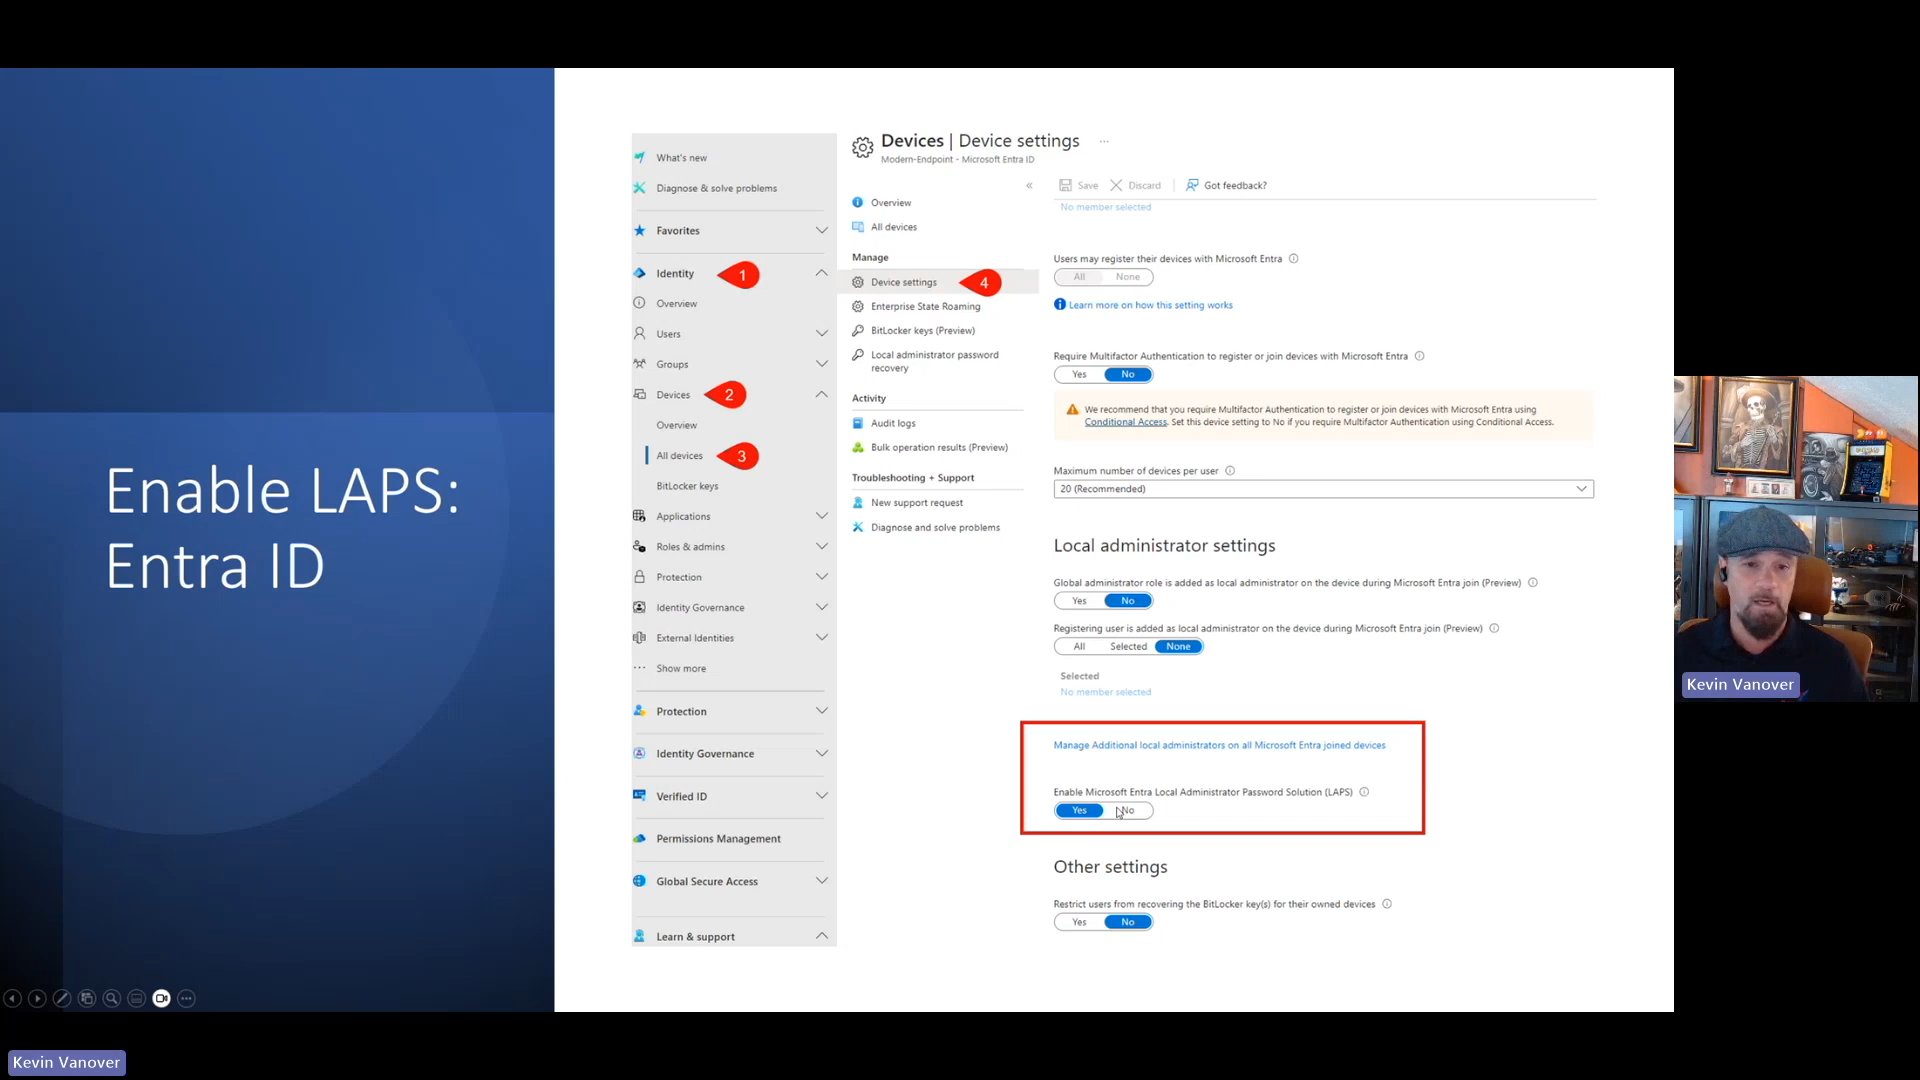 Enable LAPS:
Entra ID
What's new
Diagnose & solve problems
Favorites
Identity
1
Overview
Users
Groups
Devices
2
Overview
All devices
3
BitLocker keys
Applications
Roles & admins
Protection
Identity Governance
External Identities
Show more
Protection
Identity Governance
Verified ID
Permissions Management
Global Secure Access
Learn & support
Devices | Device settings
Modern-Endpoint - Microsoft Entra ID
Overview
All devices
Manage
Device settings
4
Enterprise State Roaming
BitLocker keys (Preview)
Local administrator password
recovery
Activity
Audit logs
Bulk operation results (Preview)
Troubleshooting + Support
New support request
Diagnose and solve problems
Save Discard Got feedback?
No member selected
Users may register their devices with Microsoft Entra
All None
Learn more on how this setting works
Require Multifactor Authentication to register or join devices with Microsoft Entra
Yes No
We recommend that you require Multifactor Authentication to register or join devices with Microsoft Entra using
Conditional Access. Set this device setting to No if you require Multifactor Authentication using Conditional Access.
Maximum number of devices per user
20 (Recommended)
Local administrator settings
Global administrator role is added as local administrator on the device during Microsoft Entra join (Preview)
Yes No
Registering user is added as local administrator on the device during Microsoft Entra join (Preview)
All Selected None
Selected
No member selected
Manage Additional local administrators on all Microsoft Entra joined devices
Enable Microsoft Entra Local Administrator Password Solution (LAPS)
Yes No
Other settings
Restrict users from recovering the BitLocker key(s) for their owned devices
Yes No
Kevin Vanover
Kevin Vanover